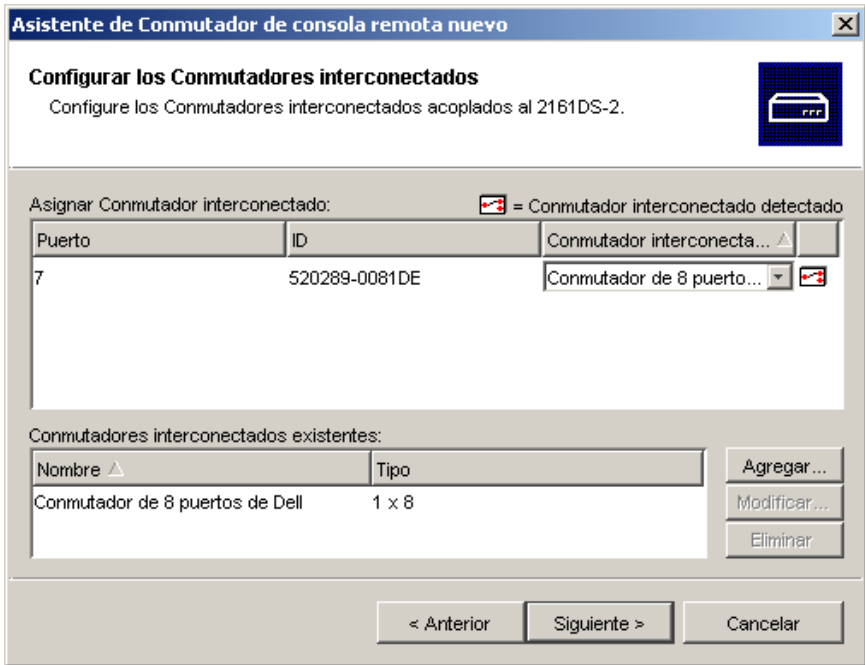 Asistente de Conmutador de consola remota nuevo
Configurar los Conmutadores interconectados
Configure los Conmutadores interconectados acoplados al 2161DS-2.
Asignar Conmutador interconectado:
= Conmutador interconectado detectado
Puerto ID Conmutador interconecta...
7 520289-0081DE Conmutador de 8 puerto...
Conmutadores interconectados existentes:
Nombre Tipo
Conmutador de 8 puertos de Dell 1 x 8
Agregar...
Modificar...
Eliminar
< Anterior Siguiente > Cancelar